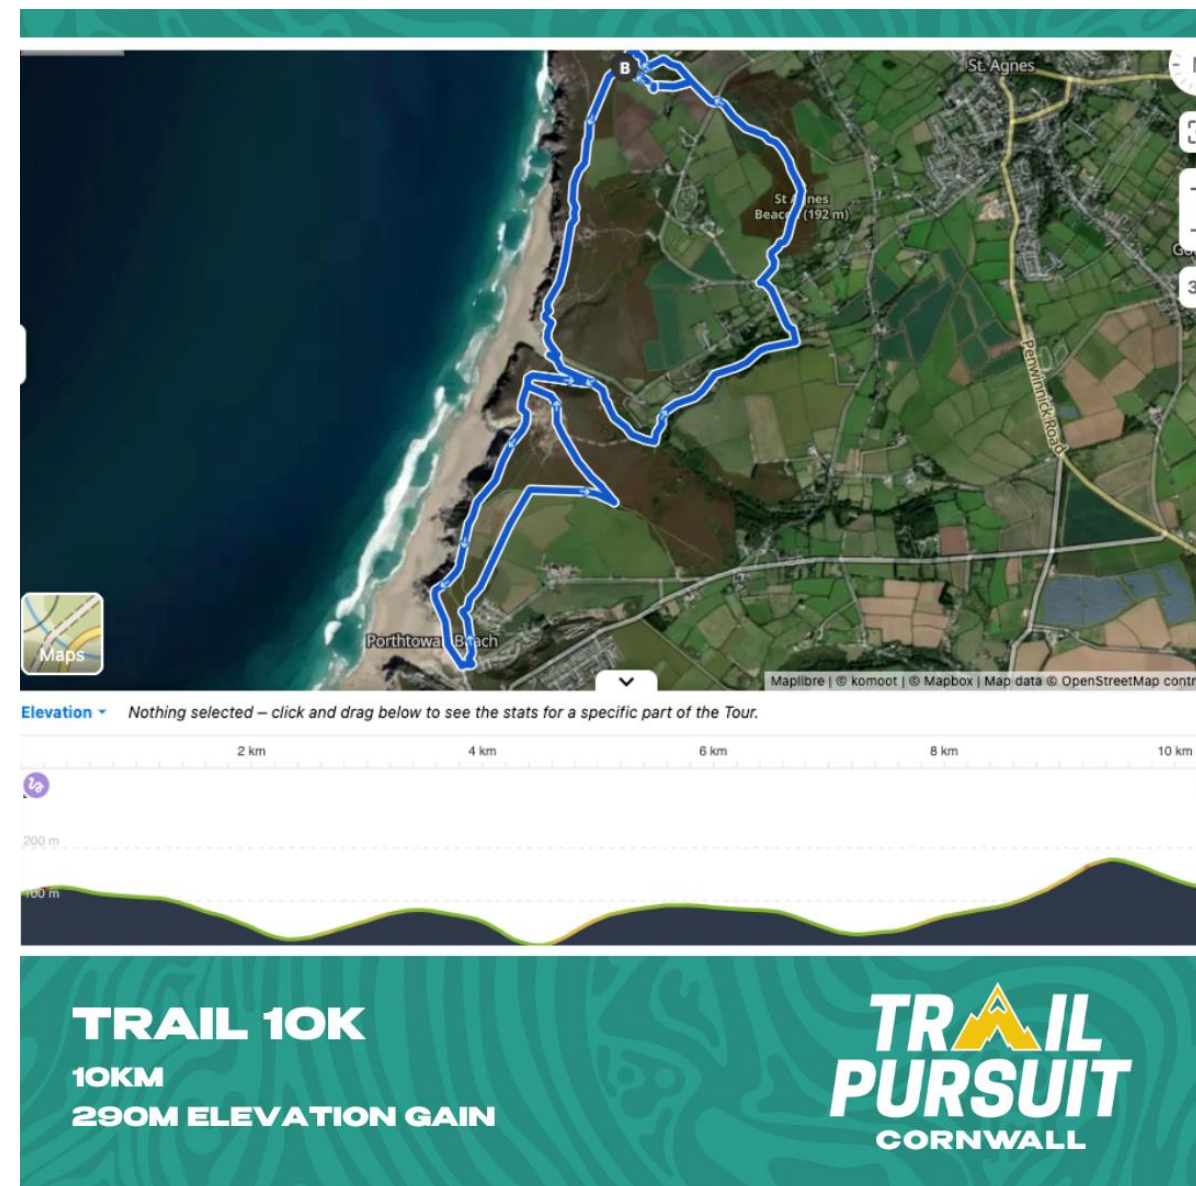 B
St. Agnes
St Agnes
Beacon (192 m)
Penwinnick Road
Maps
Maplibre | © komoot | © Mapbox | Map data © OpenStreetMap contr
Elevation
Nothing selected – click and drag below to see the stats for a specific part of the Tour.
2 km
4 km
6 km
8 km
10 km
200 m
100 m
TRAIL 10K
10KM
290M ELEVATION GAIN
TRAIL
PURSUIT
CORNWALL